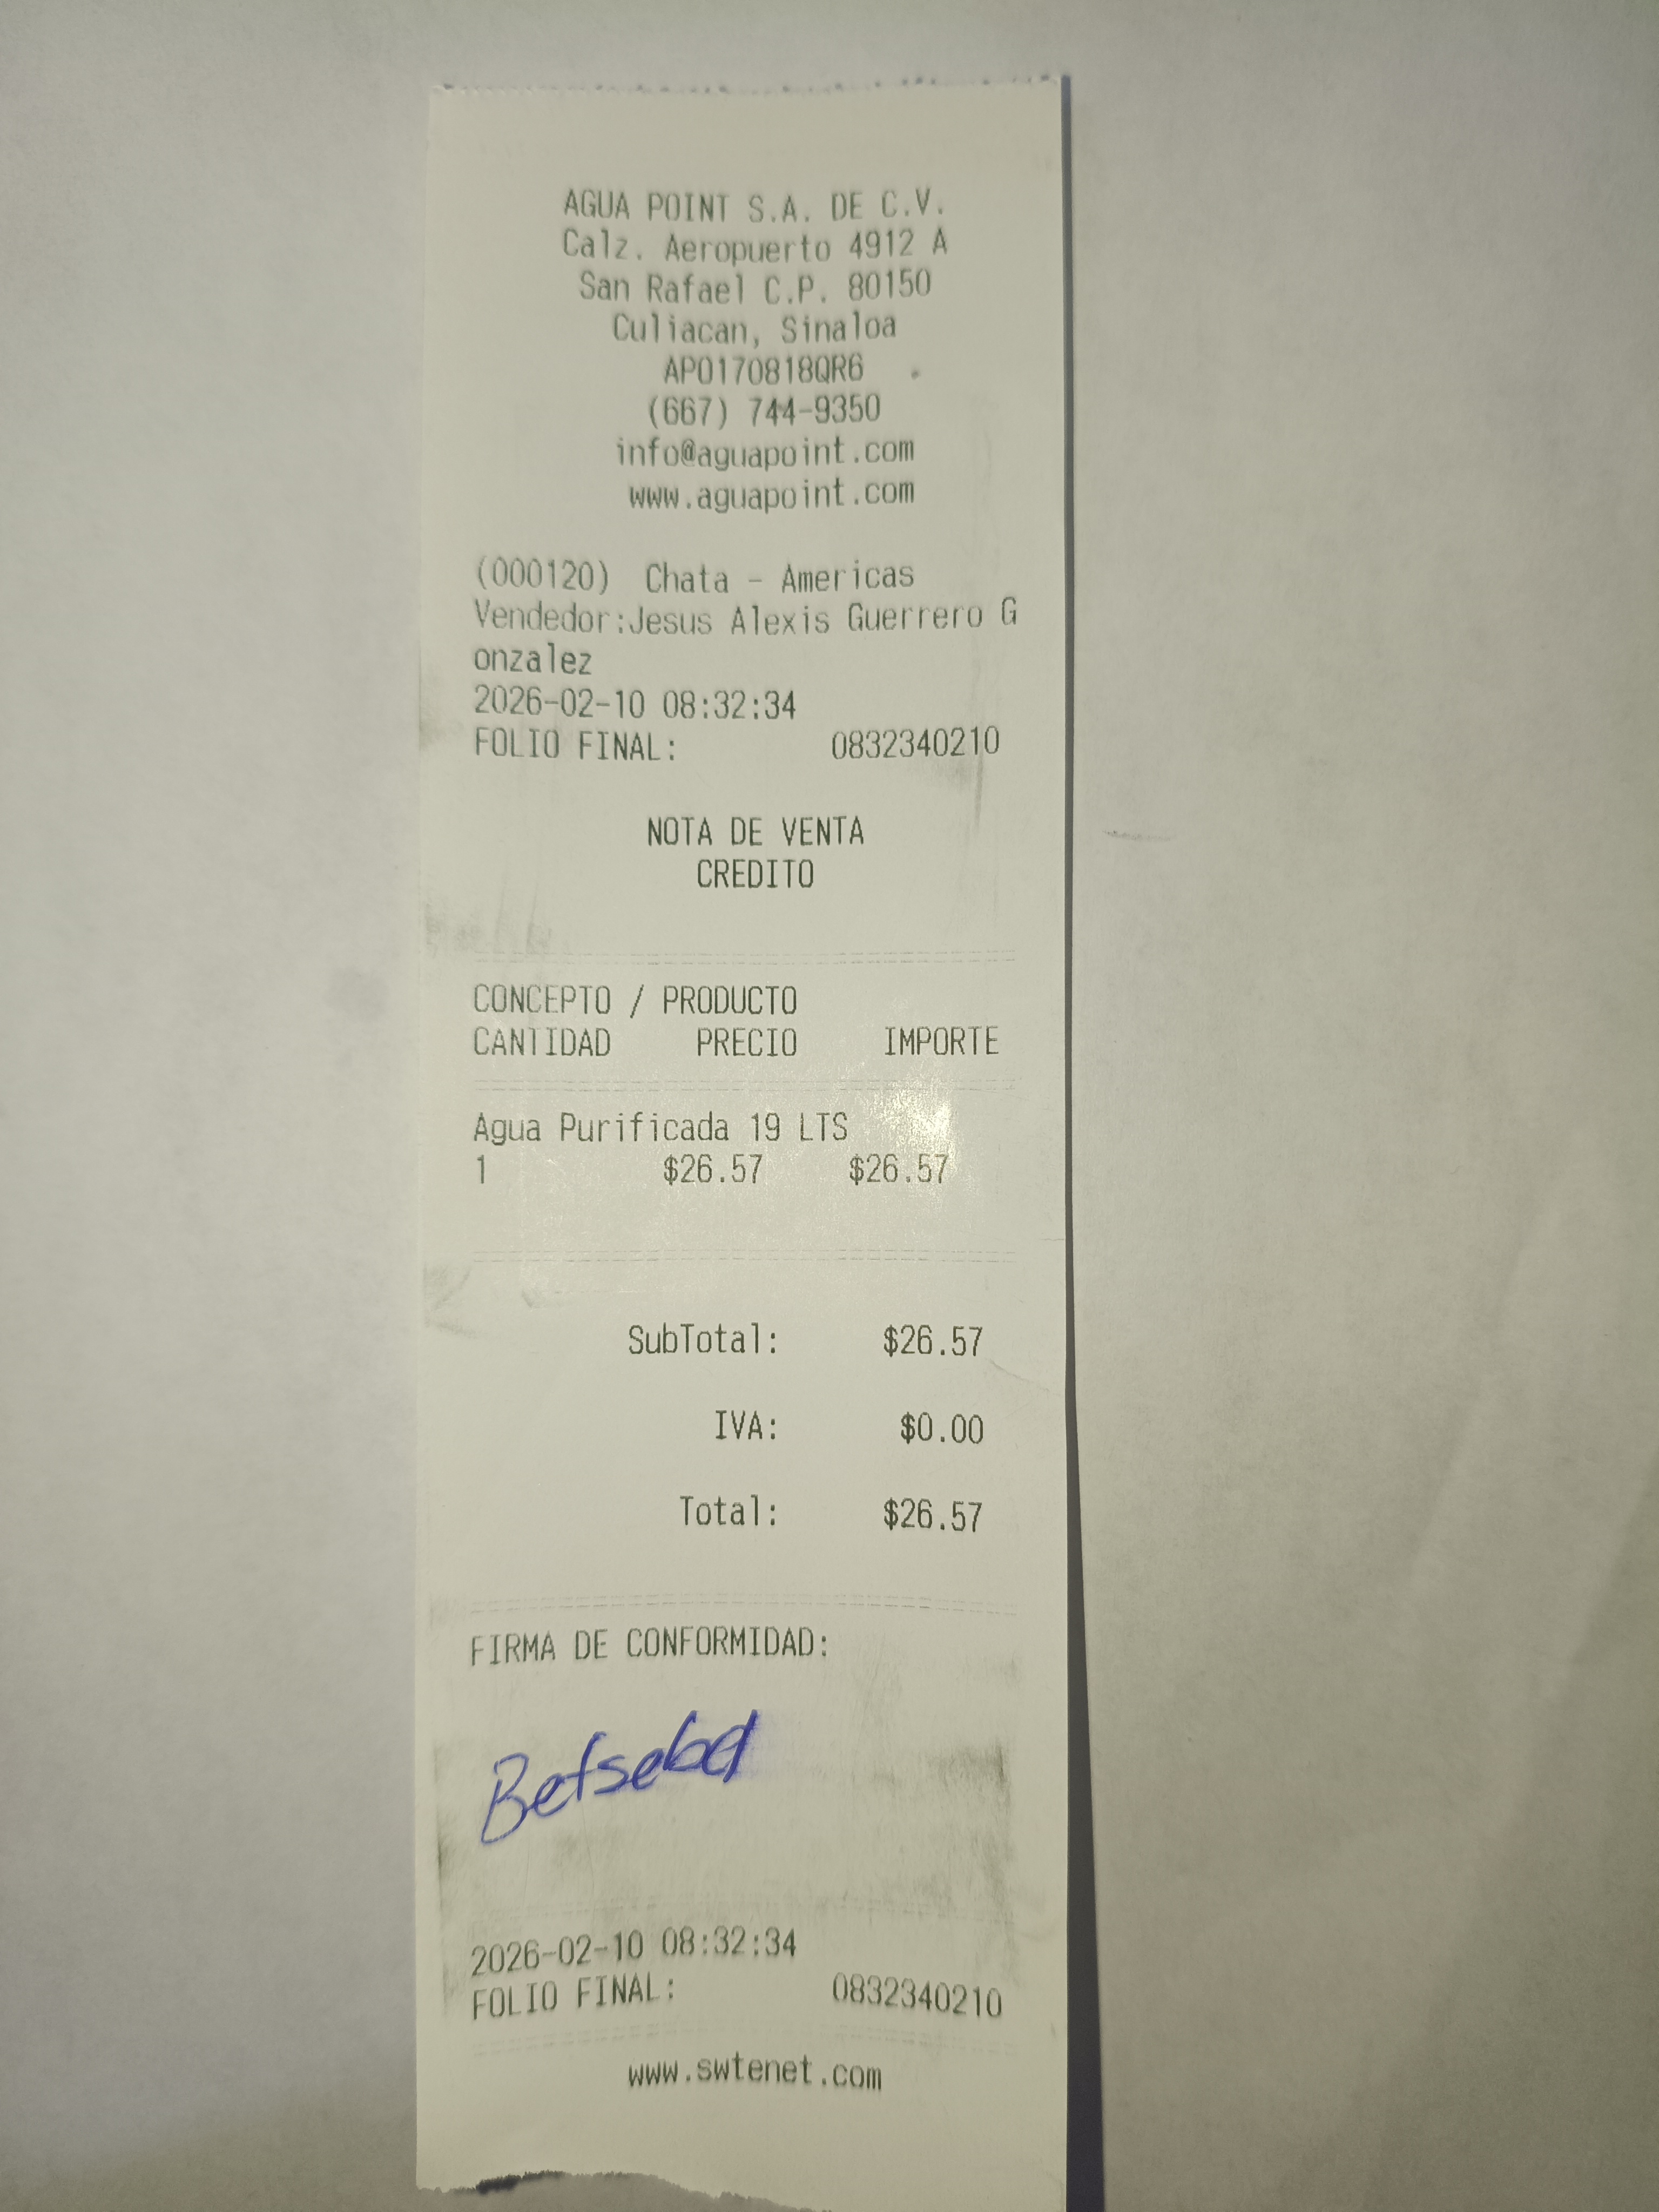 AGUA POINT S.A. DE C.V.
Calz. Aeropuerto 4912 A
San Rafael C.P. 80150
Culiacan, Sinaloa
APO170818QR6
(667) 744-9350
info@aguapoint.com
www.aguapoint.com
(000120) Chata - Americas
Vendedor:Jesus Alexis Guerrero G
onzalez
2026-02-10 08:32:34
FOLIO FINAL: 0832340210
NOTA DE VENTA
CREDITO
CONCEPTO / PRODUCTO
CANTIDAD PRECIO IMPORTE
Agua Purificada 19 LTS
1 $26.57 $26.57
SubTotal: $26.57
IVA: $0.00
Total: $26.57
FIRMA DE CONFORMIDAD:
2026-02-10 08:32:34
FOLIO FINAL: 0832340210
www.swtenet.com